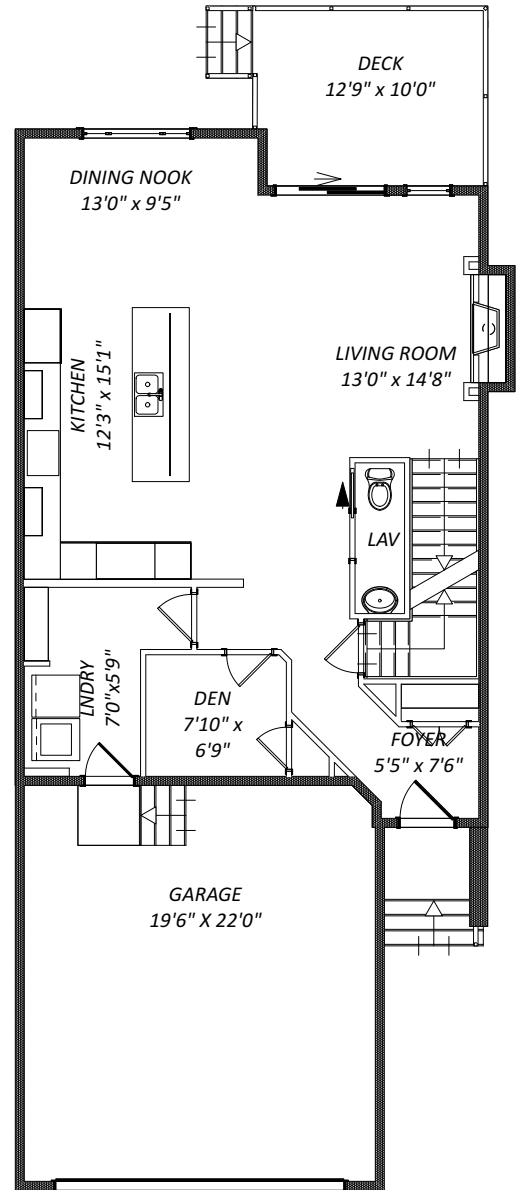 DECK
12'9" x 10'0"
DINING NOOK
13'0" x 9'5"
KITCHEN
12'3" x 15'1"
LIVING ROOM
13'0" x 14'8"
LAV
LNDRY
7'0"x5'9"
DEN
7'10" x
6'9"
FOYER
5'5" x 7'6"
GARAGE
19'6" X 22'0"